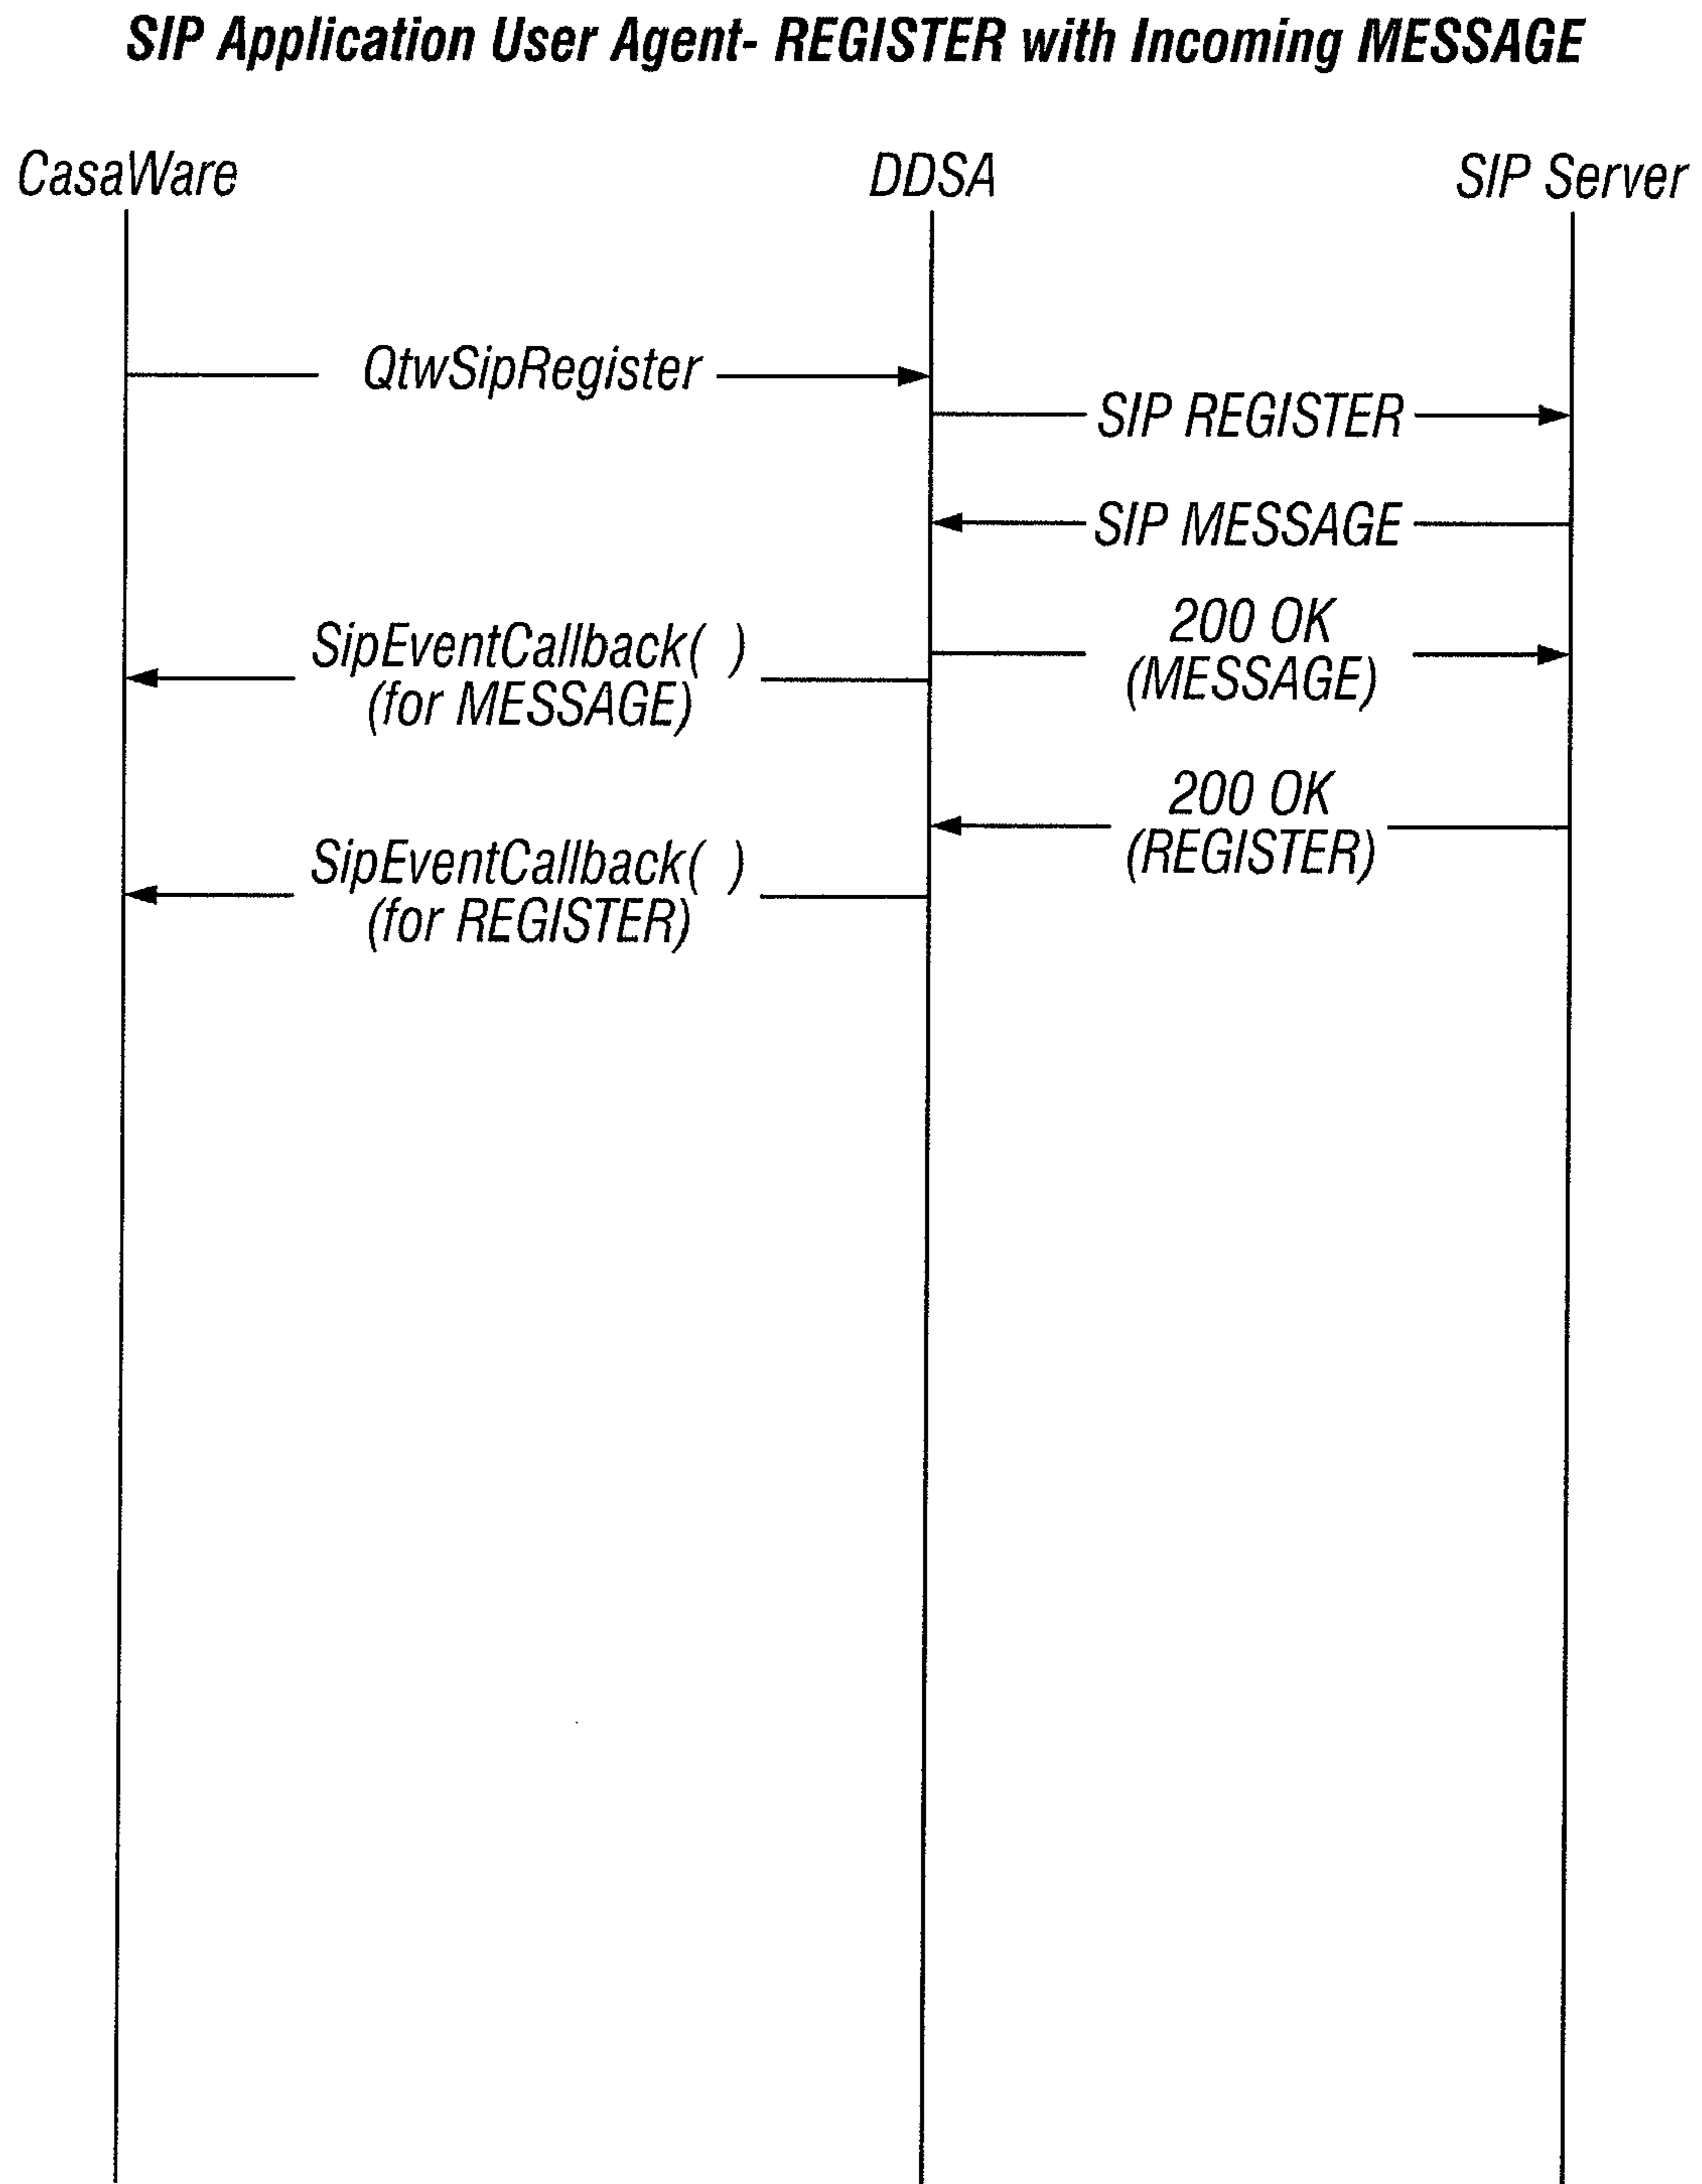 SIP Application User Agent- REGISTER with Incoming MESSAGE
CasaWare
DDSA
SIP Server
QtwSipRegister
SIP REGISTER
SIP MESSAGE
200 OK
(MESSAGE)
SipEventCallback( )
(for MESSAGE)
200 OK
(REGISTER)
SipEventCallback( )
(for REGISTER)